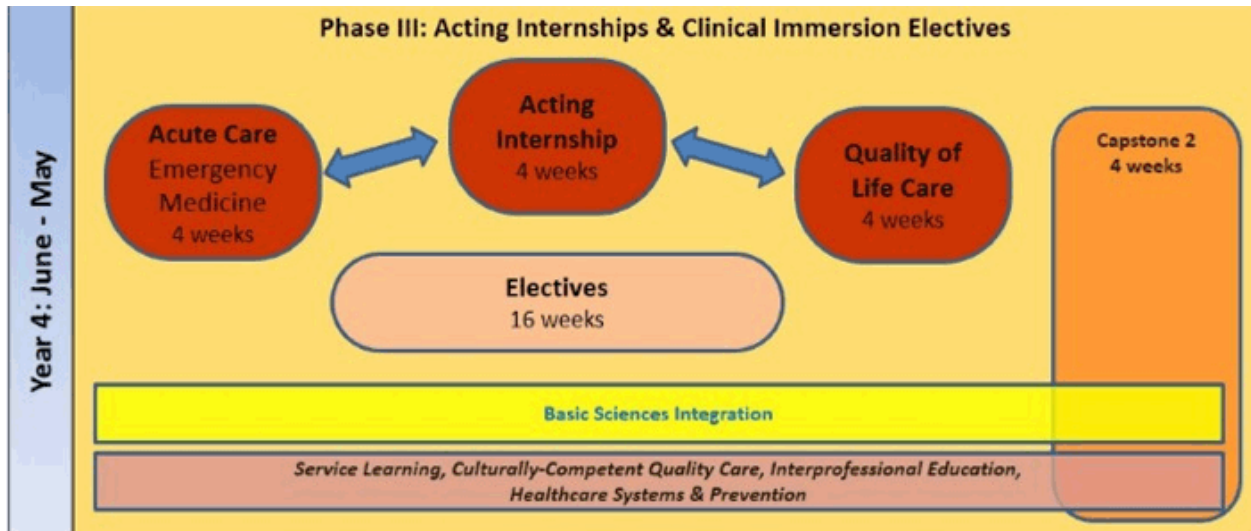 Phase III: Acting Internships & Clinical Immersion Electives
Year 4: June - May
Acute Care
Emergency
Medicine
4 weeks
Acting
Internship
4 weeks
Quality of
Life Care
4 weeks
Capstone 2
4 weeks
Electives
16 weeks
Basic Sciences Integration
Service Learning, Culturally-Competent Quality Care, Interprofessional Education,
Healthcare Systems & Prevention